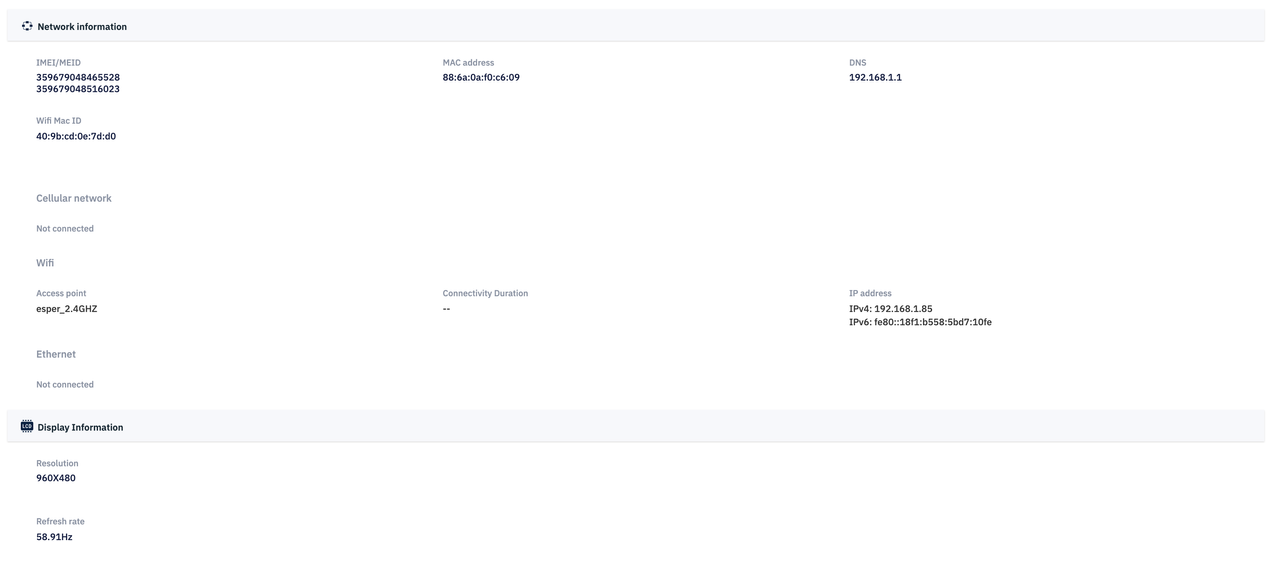 Network information
IMEI/MEID
359679048465528
359679048516023
MAC address
88:6a:0a:f0:c6:09
DNS
192.168.1.1
Wifi Mac ID
40:9b:cd:0e:7d:d0
Cellular network
Not connected
Wifi
Access point
esper_2.4GHZ
Connectivity Duration
--
IP address
IPv4: 192.168.1.85
IPv6: fe80::18f1:b558:5bd7:10fe
Ethernet
Not connected
LCD
Display Information
Resolution
960X480
Refresh rate
58.91Hz